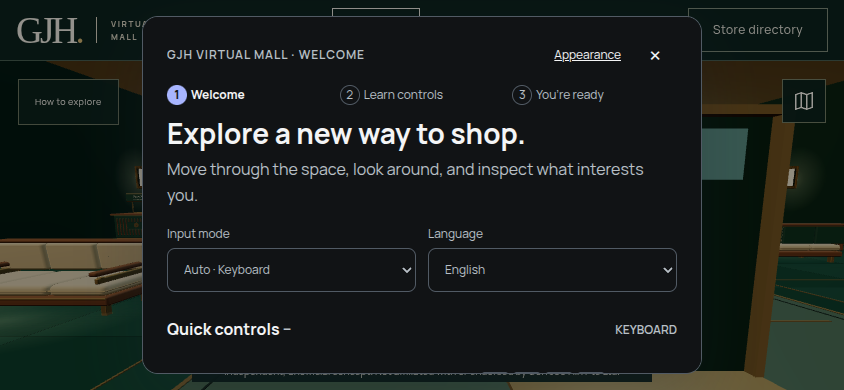 GJH.
VIRTUA
MALL
Store directory
How to explore
GJH VIRTUAL MALL · WELCOME
Appearance
1 Welcome
2 Learn controls
3 You're ready
Explore a new way to shop.
Move through the space, look around, and inspect what interests
you.
Input mode
Language
Auto · Keyboard
English
Quick controls –
KEYBOARD